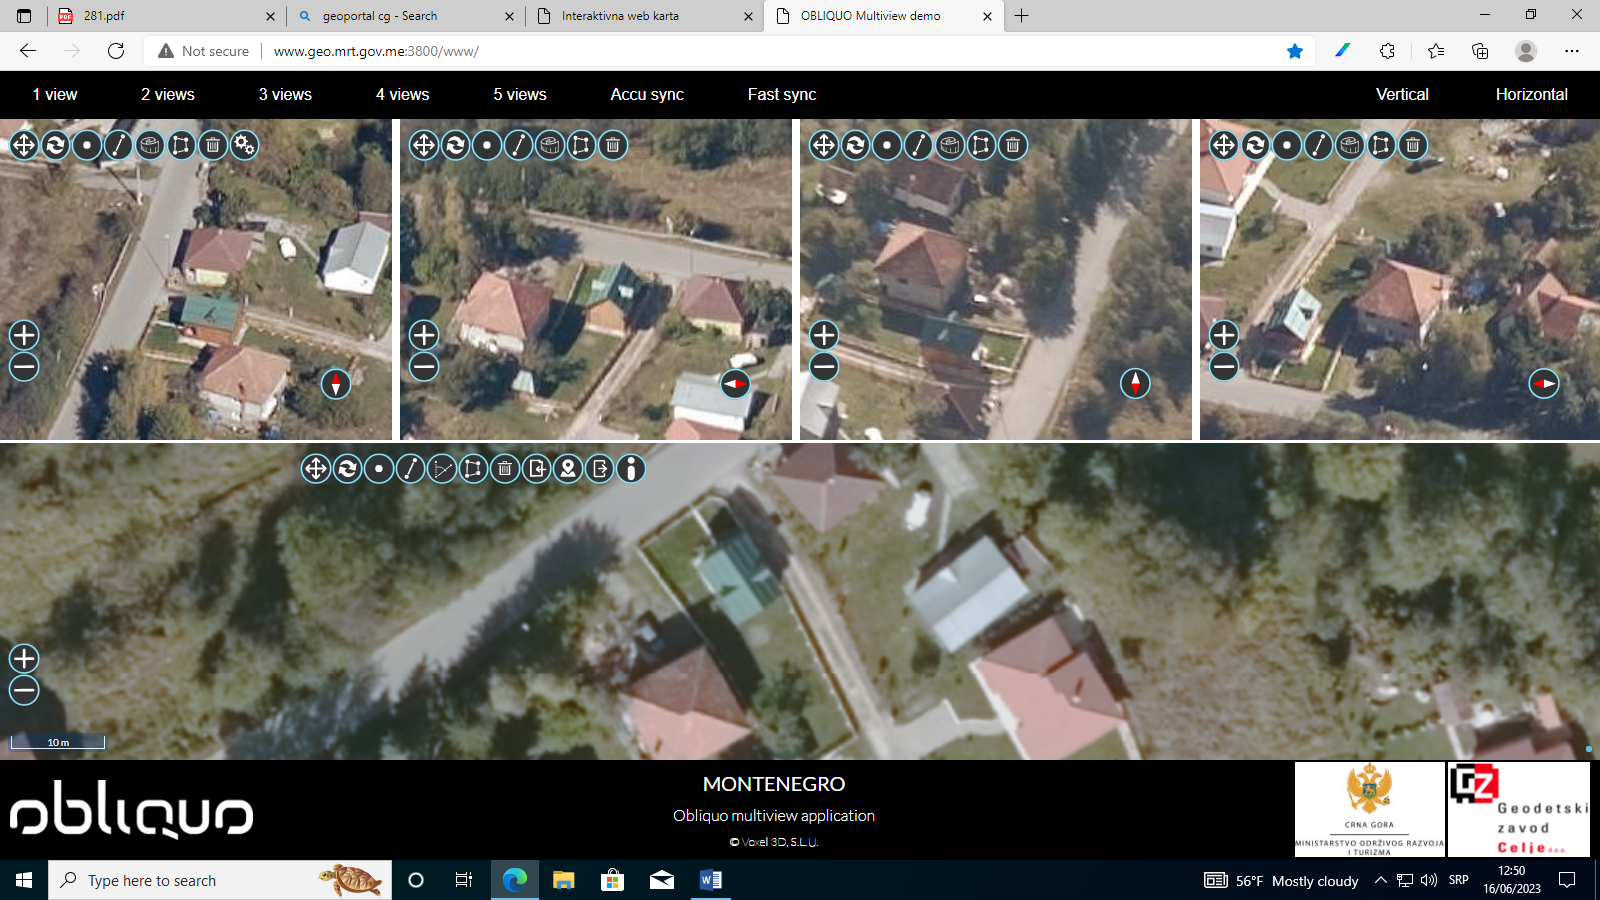 281.pdf
geoportal cg - Search
Interaktivna web karta
OBLIQUO Multiview demo
Not secure
www.geo.mrt.gov.me:3800/www/
1 view
2 views
3 views
4 views
5 views
Accu sync
Fast sync
Vertical
Horizontal
10 m
obliquo
MONTENEGRO
Obliquo multiview application
© Voxel 3D, S.L.U.
CRNA GORA
MINISTARSTVO ODRŽIVOG RAZVOJA
I TURIZMA
GZ
Geodetski
zavod
Celje d.o.o.
Type here to search
56°F Mostly cloudy
SRP
12:50
16/06/2023